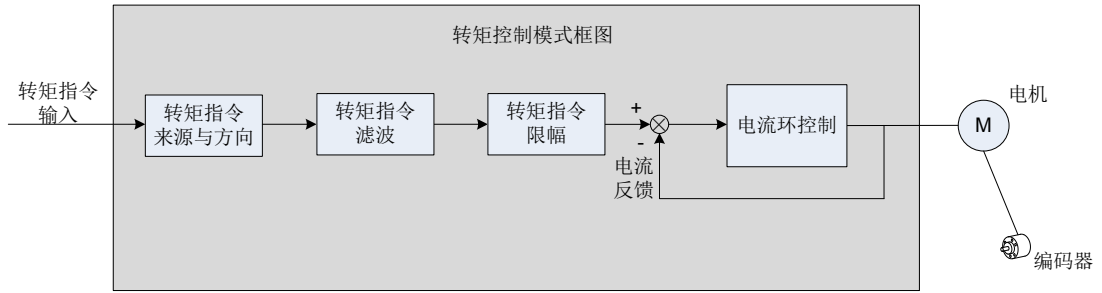 转矩控制模式框图
转矩指令
输入
转矩指令
来源与方向
转矩指令
滤波
转矩指令
限幅
+
-
电流
反馈
电流环控制
电机
M
编码器